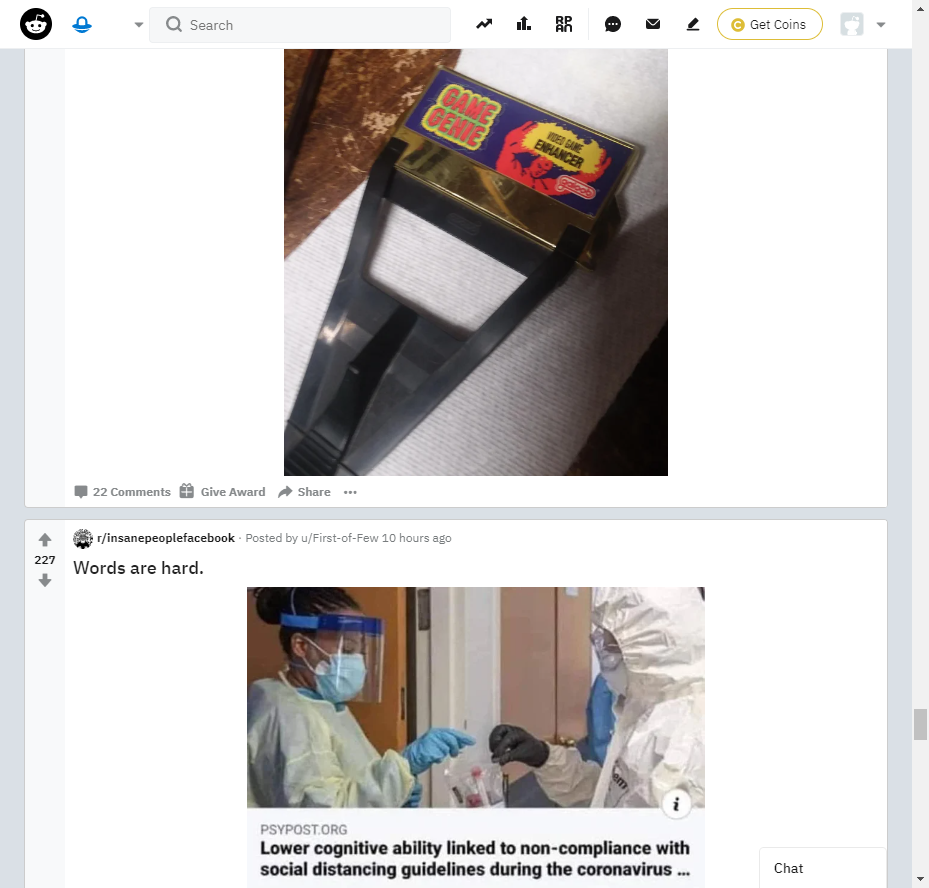 Search
Get Coins
GAME
GENIE
VIDEO GAME
ENHANCER
galoob
22 Comments
Give Award
Share
r/insanepeoplefacebook · Posted by u/First-of-Few 10 hours ago
227
Words are hard.
PSYPOST.ORG
Lower cognitive ability linked to non-compliance with
social distancing guidelines during the coronavirus ...
Chat